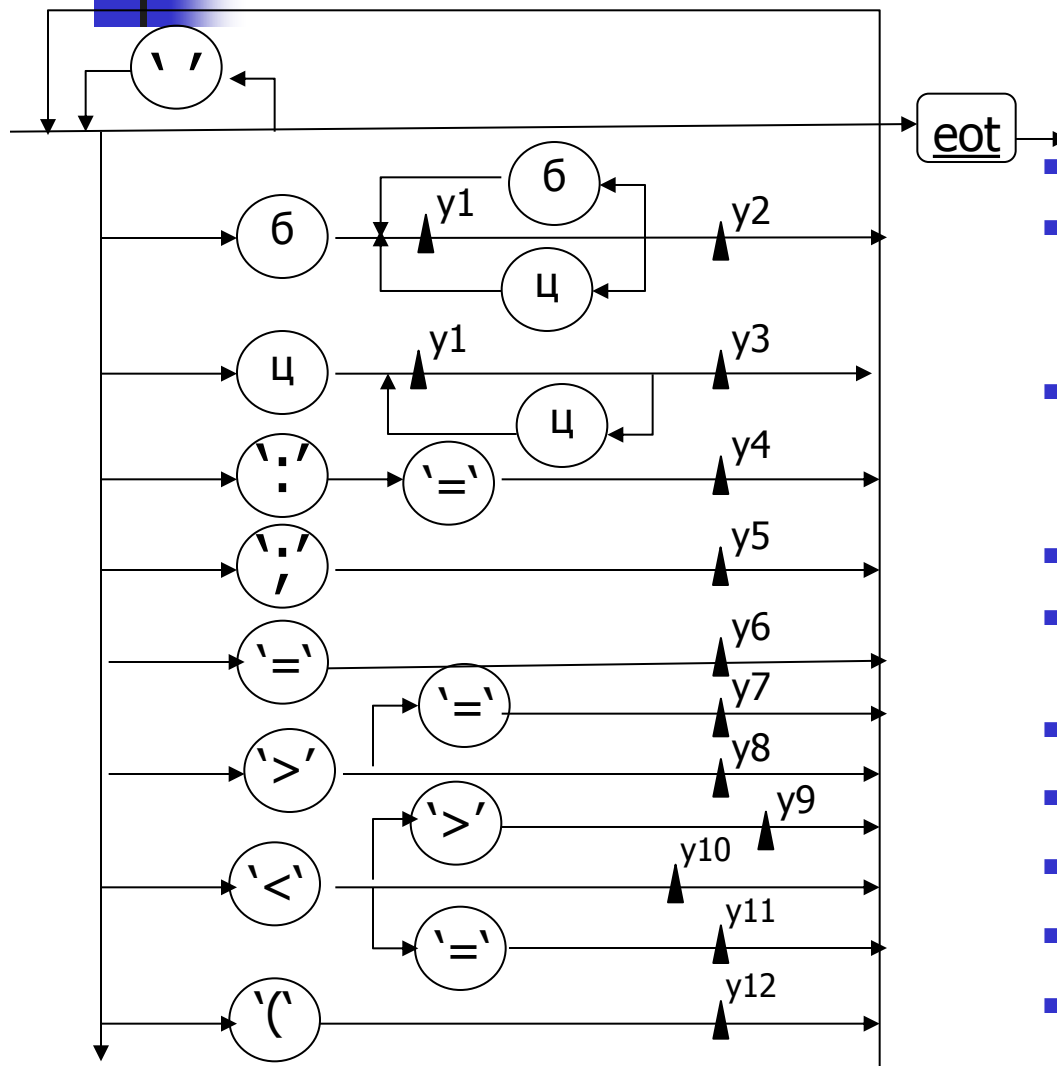 ‘ ’
eot
б
y1
y2
б
ц
ц
y1
y3
ц
‘:’
‘=‘
y4
‘;’
y5
‘=‘
y6
‘=‘
y7
‘>’
y8
‘>’
y9
‘<‘
y10
‘=‘
y11
‘(‘
y12